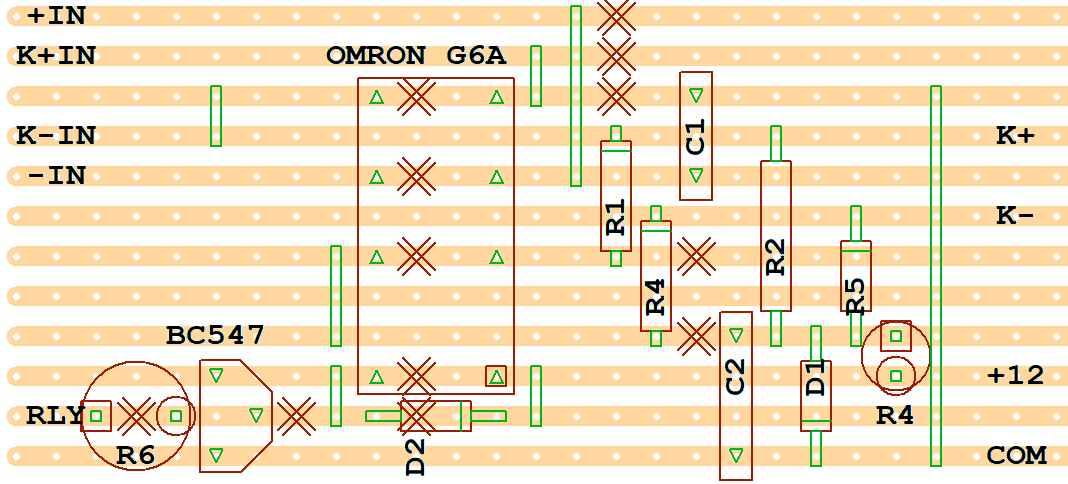 +IN
K+IN
OMRON G6A
K-IN
C1
K+
-IN
R1
K-
R2
R4
R5
BC547
C2
D1
+12
RLY
R4
R6
D2
COM